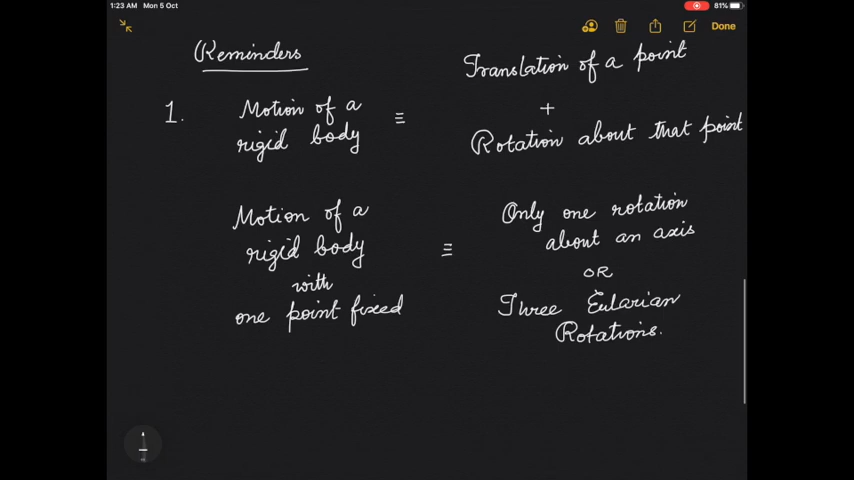 1:23 AM Mon 5 Oct
81%
Done
Reminders
Translation of a point
1. Motion of a
rigid body
≡
+
Rotation about that point
Motion of a
rigid body
with
one point fixed
≡
Only one rotation
about an axis
OR
Three Eularian
Rotations.